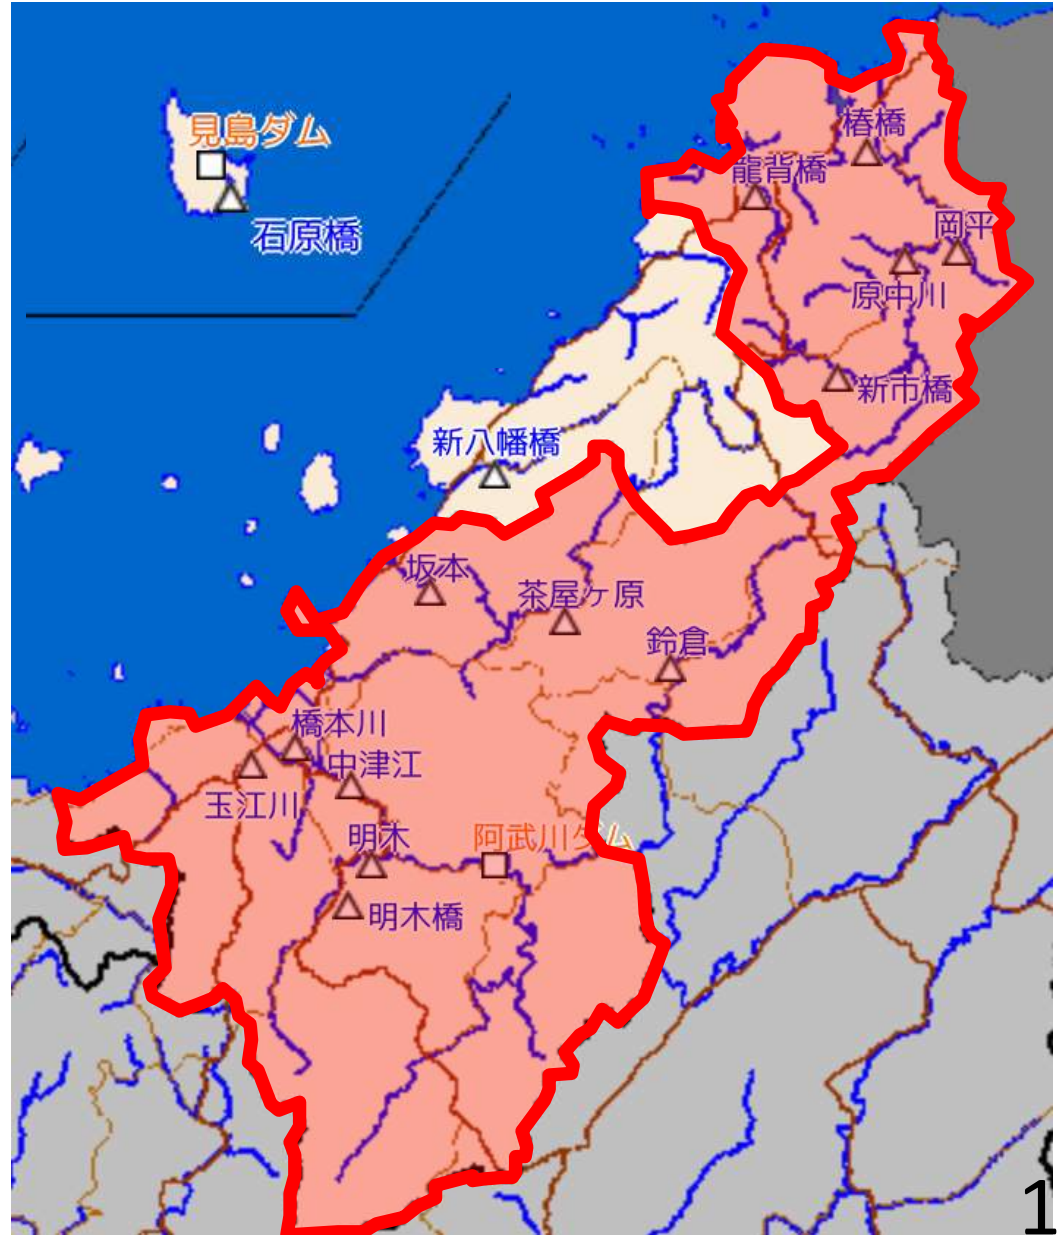 椿橋
見島ダム
龍背橋
石原橋
岡平
原中川
新市橋
新八幡橋
坂本
茶屋ヶ原
鈴倉
橋本川
中津江
玉江川
明木
阿武川ダム
明木橋
1